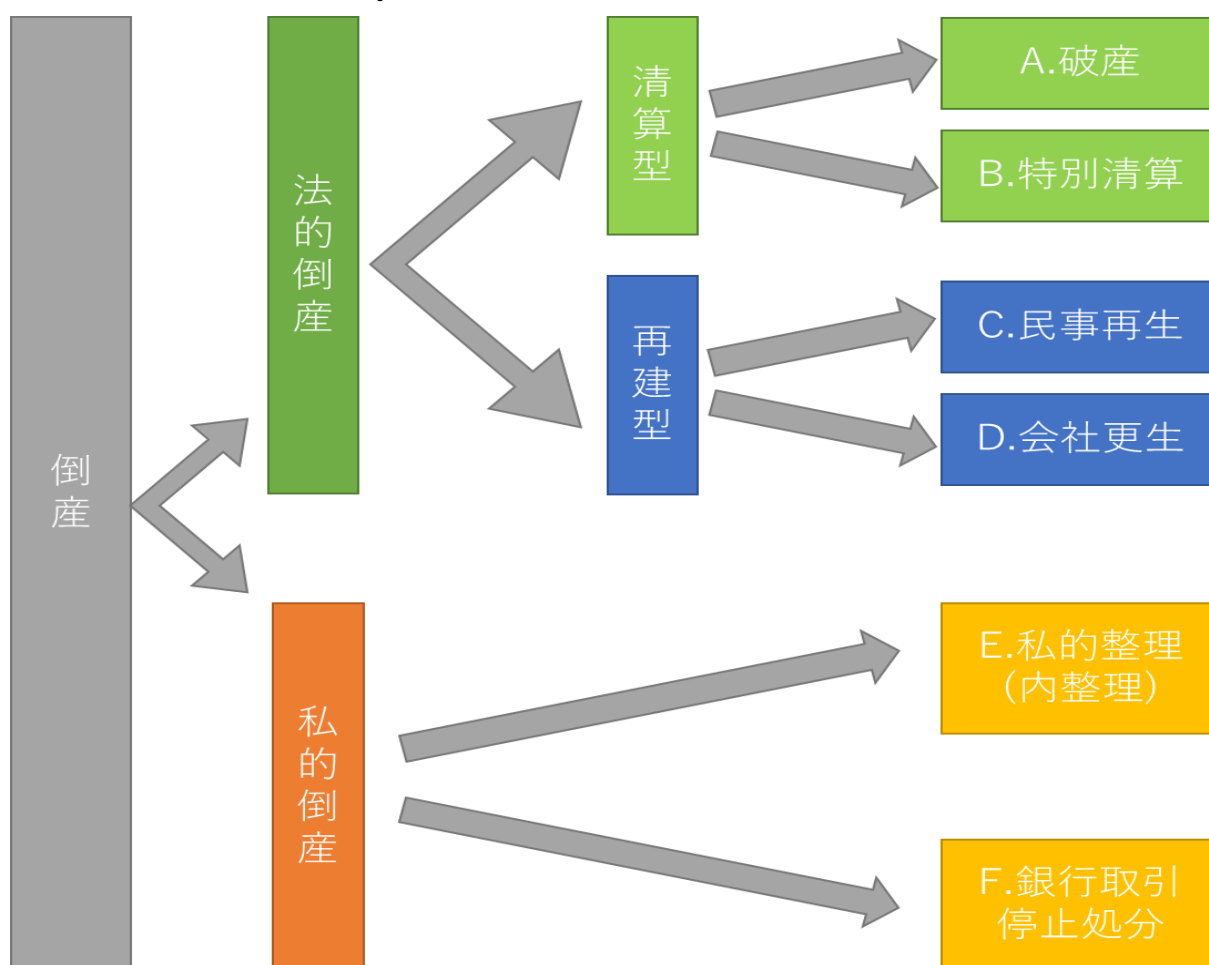 倒産
法的倒産
清算型
A.破産
B.特別清算
再建型
C.民事再生
D.会社更生
私的倒産
E.私的整理
(内整理)
F.銀行取引
停止処分